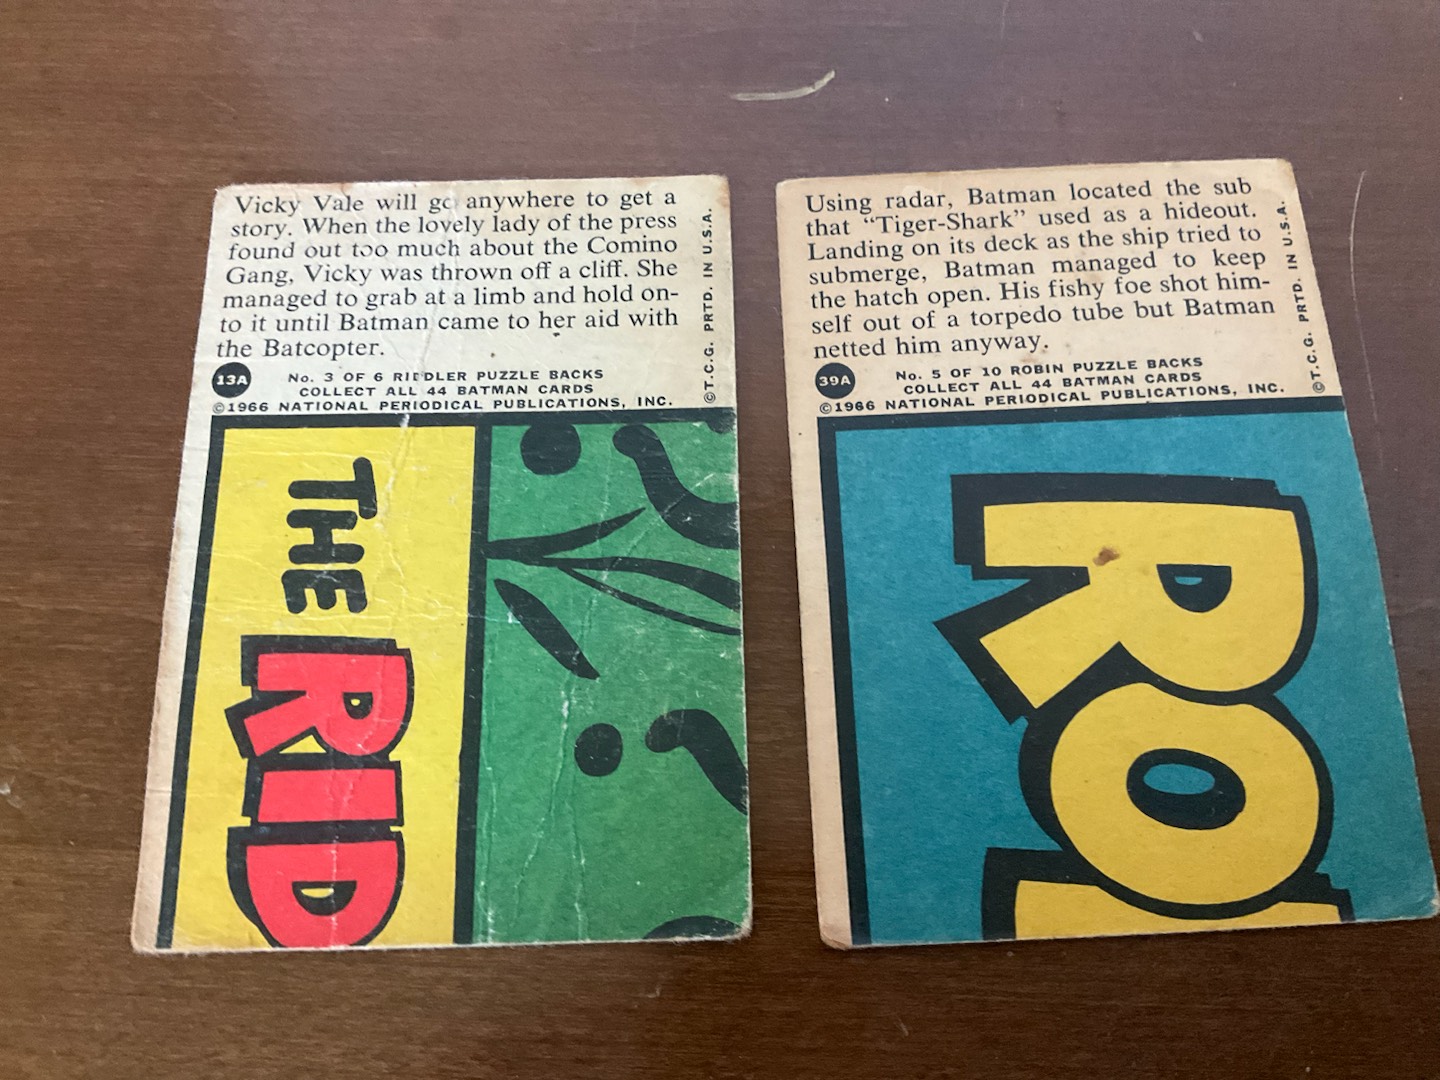 Vicky Vale will go anywhere to get a
story. When the lovely lady of the press
found out too much about the Comino
Gang, Vicky was thrown off a cliff. She
managed to grab at a limb and hold on-
to it until Batman came to her aid with
the Batcopter.
13A
No. 3 OF 6 RIDDLER PUZZLE BACKS
COLLECT ALL 44 BATMAN CARDS
©1966 NATIONAL PERIODICAL PUBLICATIONS, INC.
©T.C.G. PRTD. IN U.S.A.
THE
RID
Using radar, Batman located the sub
that “Tiger-Shark” used as a hideout.
Landing on its deck as the ship tried to
submerge, Batman managed to keep
the hatch open. His fishy foe shot him-
self out of a torpedo tube but Batman
netted him anyway.
39A
No. 5 OF 10 ROBIN PUZZLE BACKS
COLLECT ALL 44 BATMAN CARDS
©1966 NATIONAL PERIODICAL PUBLICATIONS, INC.
©T.C.G. PRTD. IN U.S.A.
RO